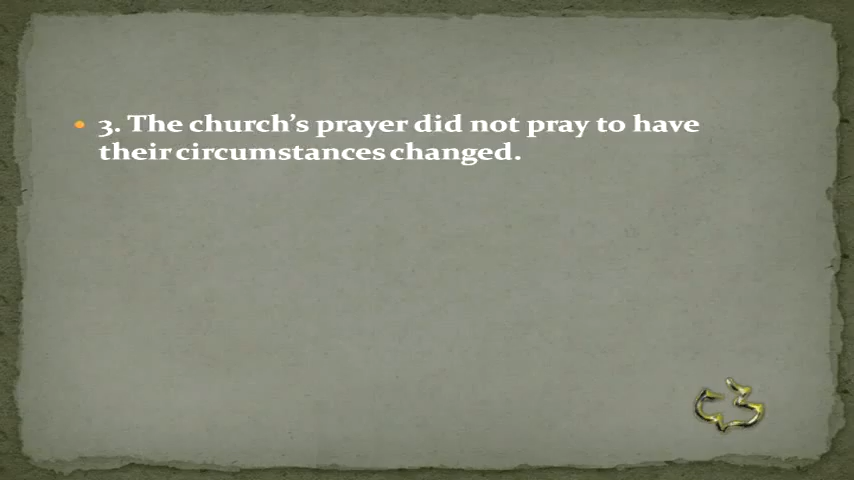 • 3. The church's prayer did not pray to have
their circumstances changed.